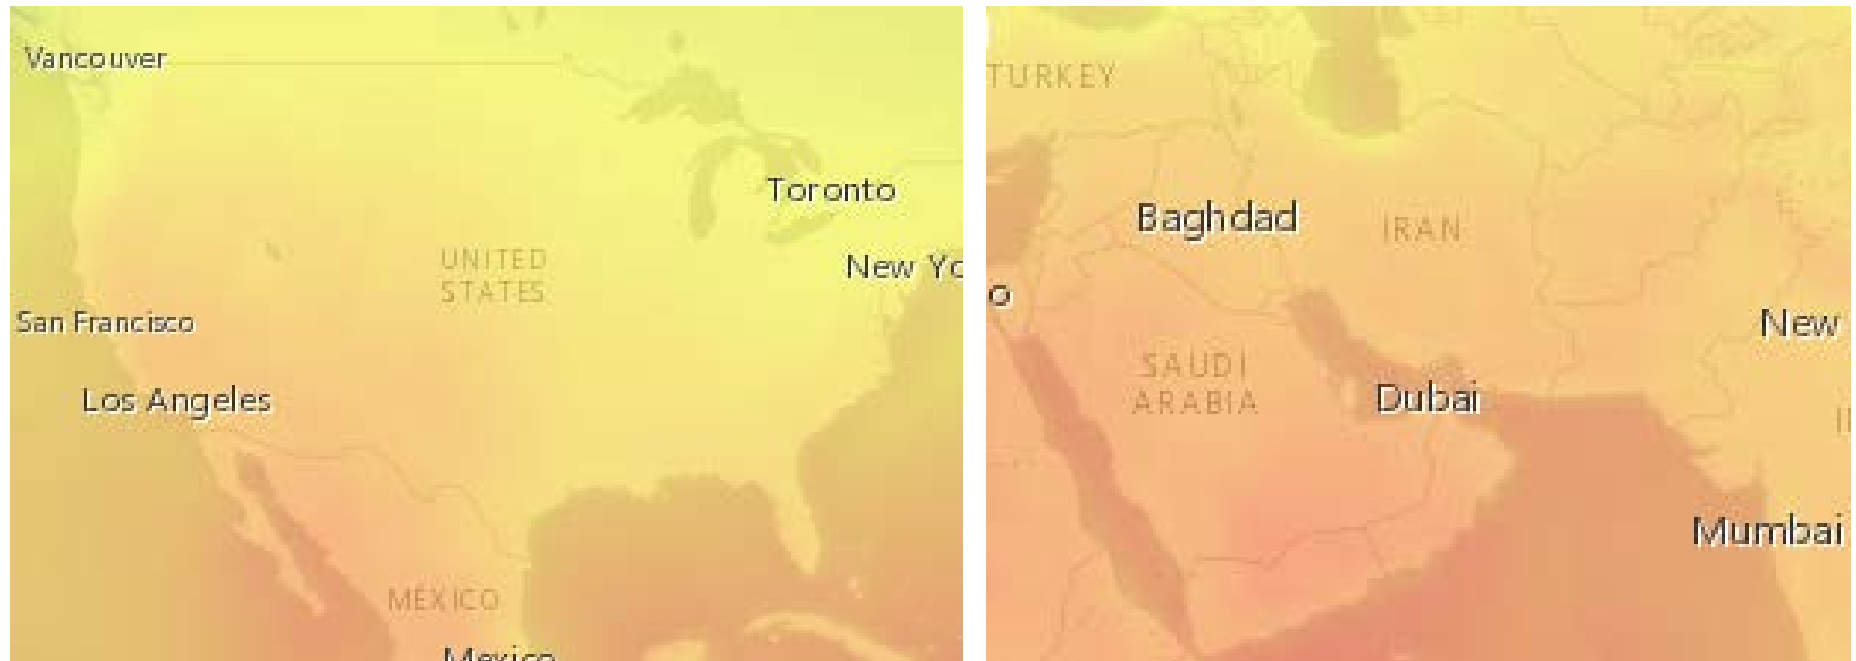 Vancouver
Toronto
UNITED
STATES
New Yo
San Francisco
Los Angeles
MÉXICO
Mexico
TURKEY
Baghdad
IRAN
o
New
SAUDI
ARABIA
Dubai
Mumbai